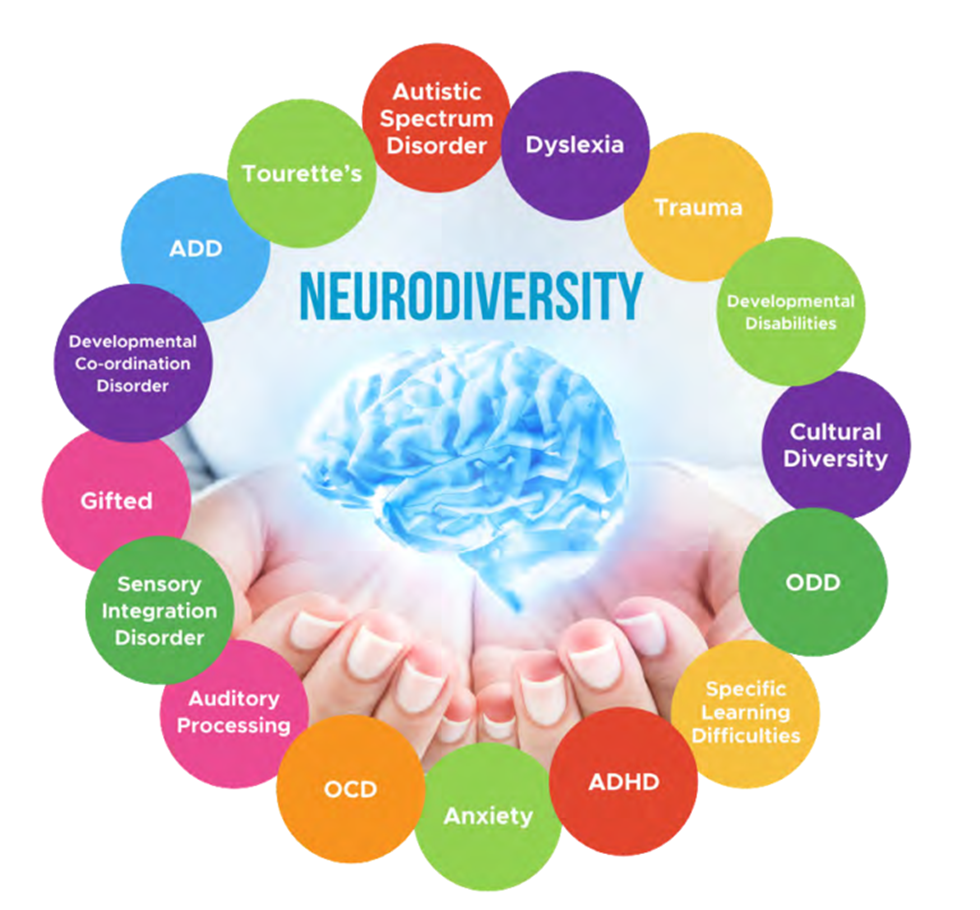 Autistic
Spectrum
Disorder
Dyslexia
Trauma
Developmental
Disabilities
Cultural
Diversity
ODD
Specific
Learning
Difficulties
ADHD
Anxiety
OCD
Auditory
Processing
Sensory
Integration
Disorder
Gifted
Developmental
Co-ordination
Disorder
ADD
Tourette’s
NEURODIVERSITY